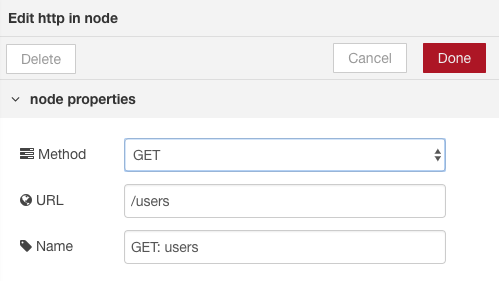 Edit http in node
Delete
Cancel
Done
node properties
Method
GET
URL
/users
Name
GET: users